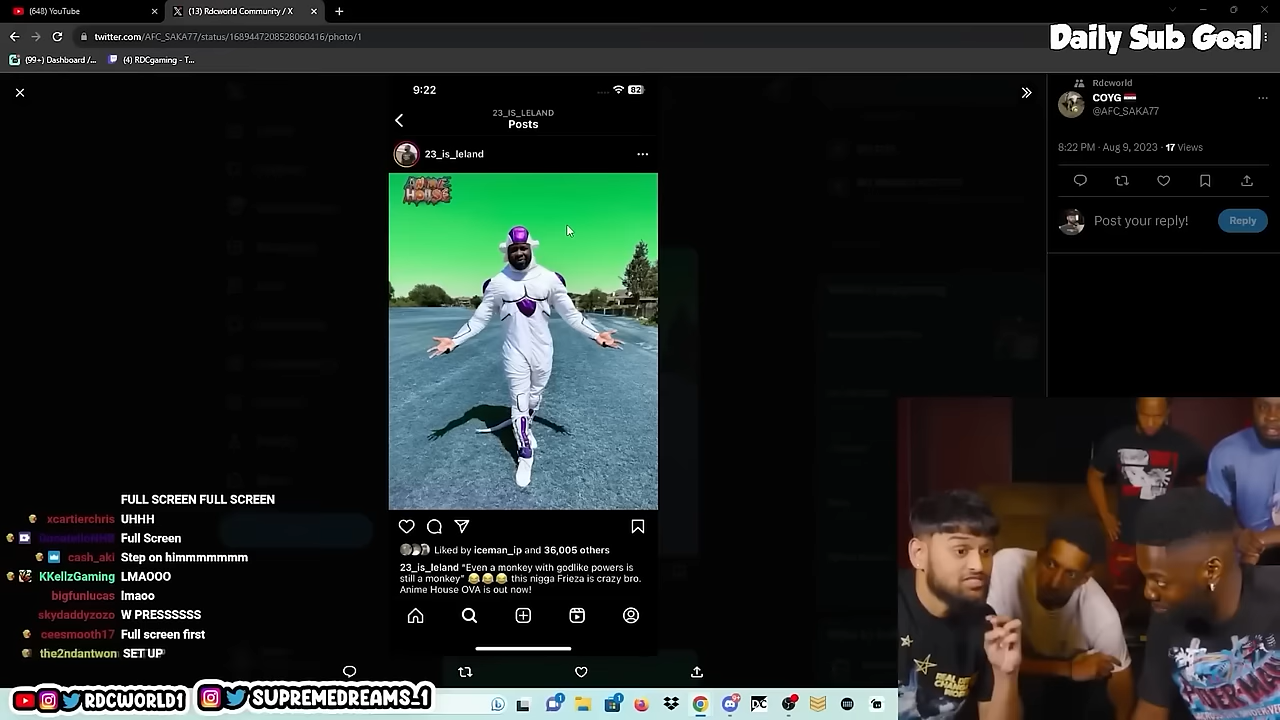 (648) YouTube
(13) Rdcworld Community / X
Daily Sub Goal
twitter.com/AFC_SAKA77/status/1689447208528060416/photo/1
(99+) Dashboard /...
(4) RDCgaming - T...
9:22
82
23_IS_LELAND
Posts
23_is_leland
ANIME
HOUSE
Liked by iceman_ip and 36,005 others
23_is_leland "Even a monkey with godlike powers is
still a monkey" 😂😂😂 this nigga Frieza is crazy bro.
Anime House OVA is out now!
Rdcworld
COYG
@AFC_SAKA77
8:22 PM · Aug 9, 2023 · 17 Views
Post your reply!
Reply
FULL SCREEN FULL SCREEN
xcartierchris UHHH
Full Screen
cash_aki Step on himmmmmmm
KKellzGaming LMAOOO
bigfunlucas lmaoo
skydaddyzozo W PRESSSSSS
ceesmooth17 Full screen first
the2ndantwon SET UP
RDCWORLD1
SUPREMEDREAMS_1